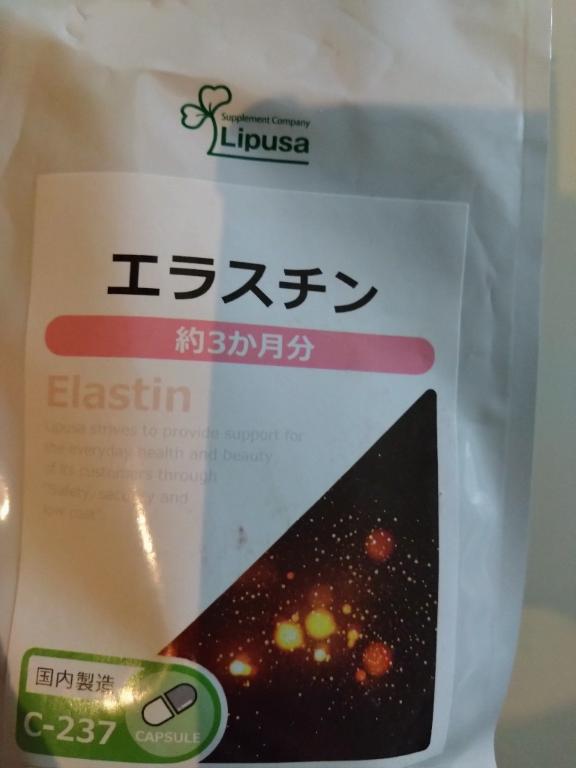 Supplement Company
Lipusa
エラスチン
約3か月分
Elastin
Lipusa strives to provide support for
the everyday health and beauty
of its customers through
"Safety, security and
low cost".
国内製造
C-237
CAPSULE